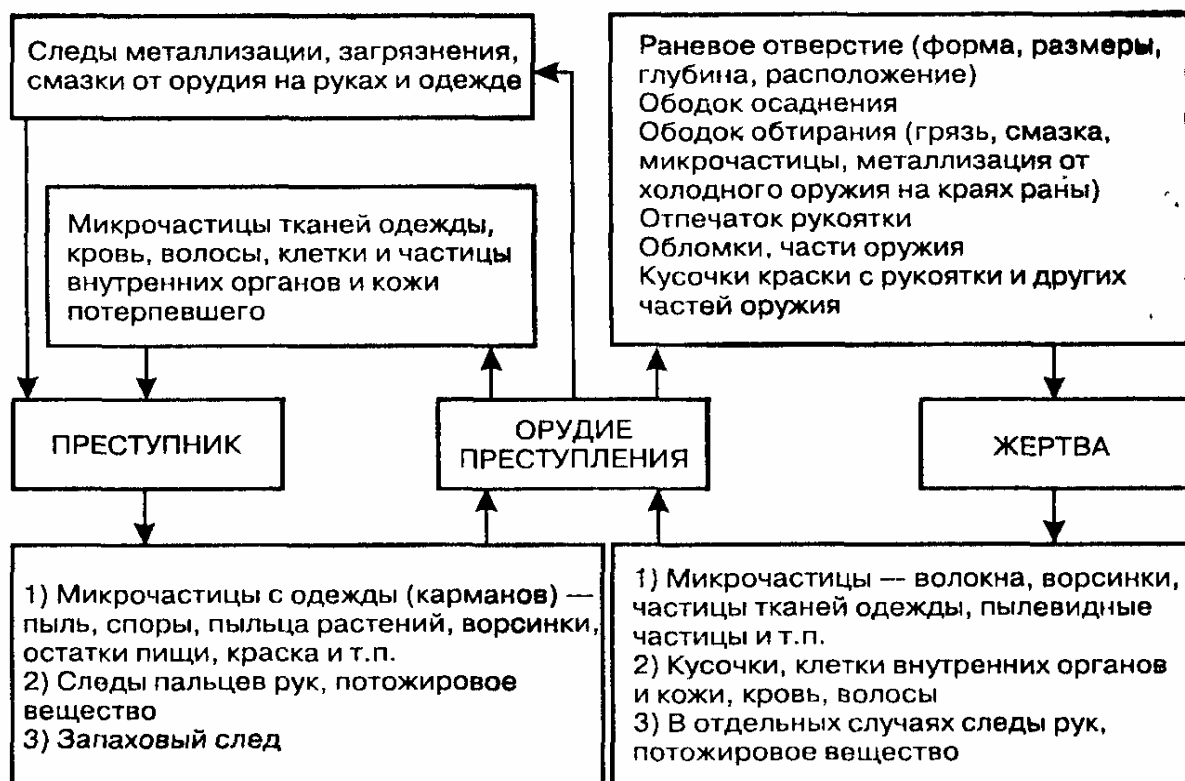 Следы металлизации, загрязнения,
смазки от орудия на руках и одежде
Микрочастицы тканей одежды,
кровь, волосы, клетки и частицы
внутренних органов и кожи
потерпевшего
Раневое отверстие (форма, размеры,
глубина, расположение)
Ободок осаднения
Ободок обтирания (грязь, смазка,
микрочастицы, металлизация от
холодного оружия на краях раны)
Отпечаток рукоятки
Обломки, части оружия
Кусочки краски с рукоятки и других
частей оружия
ПРЕСТУПНИК
ОРУДИЕ
ПРЕСТУПЛЕНИЯ
ЖЕРТВА
1) Микрочастицы с одежды (карманов) —
пыль, споры, пыльца растений, ворсинки,
остатки пищи, краска и т.п.
2) Следы пальцев рук, потожировое
вещество
3) Запаховый след
1) Микрочастицы — волокна, ворсинки,
частицы тканей одежды, пылевидные
частицы и т.п.
2) Кусочки, клетки внутренних органов
и кожи, кровь, волосы
3) В отдельных случаях следы рук,
потожировое вещество